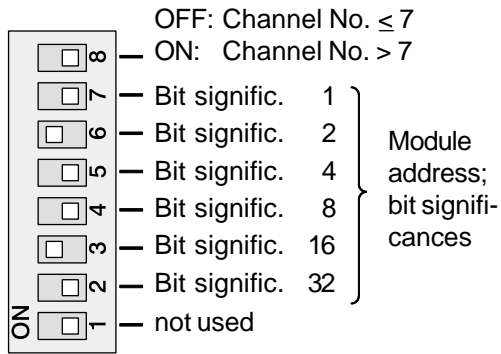 OFF: Channel No. ≤ 7
8 ON: Channel No. > 7
7 Bit signific. 1
6 Bit signific. 2
5 Bit signific. 4
4 Bit signific. 8
3 Bit signific. 16
2 Bit signific. 32
1 not used
ON
Module
address;
bit signifi-
cances